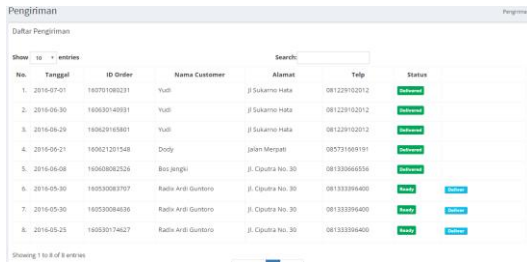 Pengiriman
Daftar Pengiriman
Show 10 entries Search:
No. Tanggal ID Order Nama Customer Alamat Telp Status
1. 2016-07-01 160701080231 Yudi Jl Sukarno Hata 081229102012 Delivered
2. 2016-06-30 160630140931 Yudi Jl Sukarno Hata 081229102012 Delivered
3. 2016-06-29 160629165801 Yudi Jl Sukarno Hata 081229102012 Delivered
4. 2016-06-21 160621201548 Dody Jalan Merpati 085731669191 Delivered
5. 2016-06-08 160608082526 Bos Jengki Jl. Ciputra No. 30 081330666556 Delivered
6. 2016-05-30 160530083707 Radix Ardi Guntoro Jl. Ciputra No. 30 081333396400 Ready Deliver
7. 2016-05-30 160530084636 Radix Ardi Guntoro Jl. Ciputra No. 30 081333396400 Ready Deliver
8. 2016-05-25 160530174627 Radix Ardi Guntoro Jl. Ciputra No. 30 081333396400 Ready Deliver
Showing 1 to 8 of 8 entries